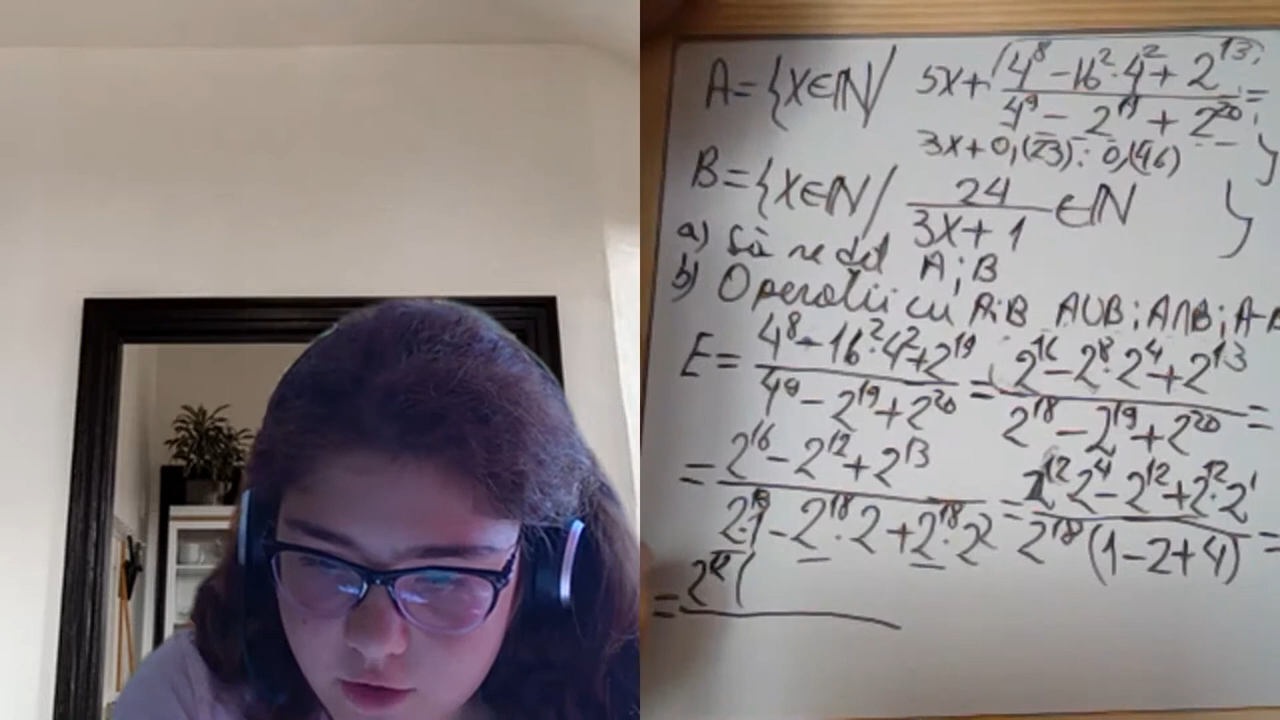 A={X∈ℕ/ 5X+ (4⁸-16²·4²+2¹³)/(4⁹-2¹⁹+2²⁰) =
3X+0,(23):0,(46) }
B={X∈ℕ/ 24/(3X+1) ∈ℕ }
a) Să se det A;B
b) Operații cu A;B A∪B;A∩B;A-B
E= (4⁸-16²·4²+2¹⁹)/(4⁹-2¹⁹+2²⁰) = (2¹⁶-2⁸·2⁴+2¹³)/(2¹⁸-2¹⁹+2²⁰) =
= (2¹⁶-2¹²+2¹³)/(2¹⁸·1-2¹⁸·2+2¹⁸·2²) = (2¹²·2⁴-2¹²+2¹²·2¹)/(2¹⁸(1-2+4)) =
= 2¹²(